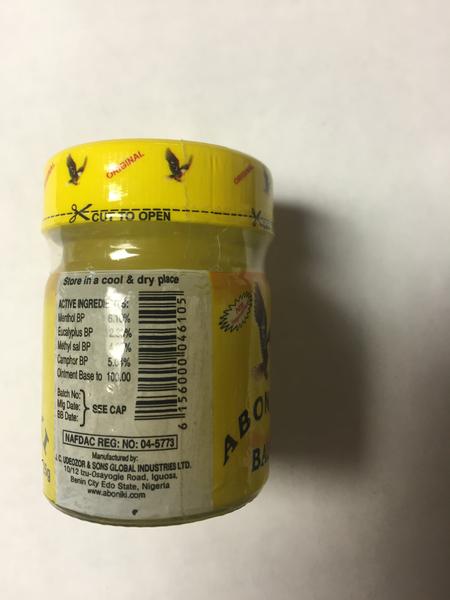 ORIGINAL
ORIGINAL
CUT TO OPEN
Store in a cool & dry place
ACTIVE INGREDIENTS:
Menthol BP
Eucalyptus BP
Methyl sal BP
Camphor BP
Ointment Base to 100.00
Batch No:
Mfg Date:
BB Date:
SEE CAP
6 156000 046105
NAFDAC REG: NO: 04-5773
Manufactured by:
J. C. UDEOZOR & SONS GLOBAL INDUSTRIES LTD.
10/12 Izu-Osayogie Road, Iguosa,
Benin City Edo State, Nigeria
www.aboniki.com
ABON